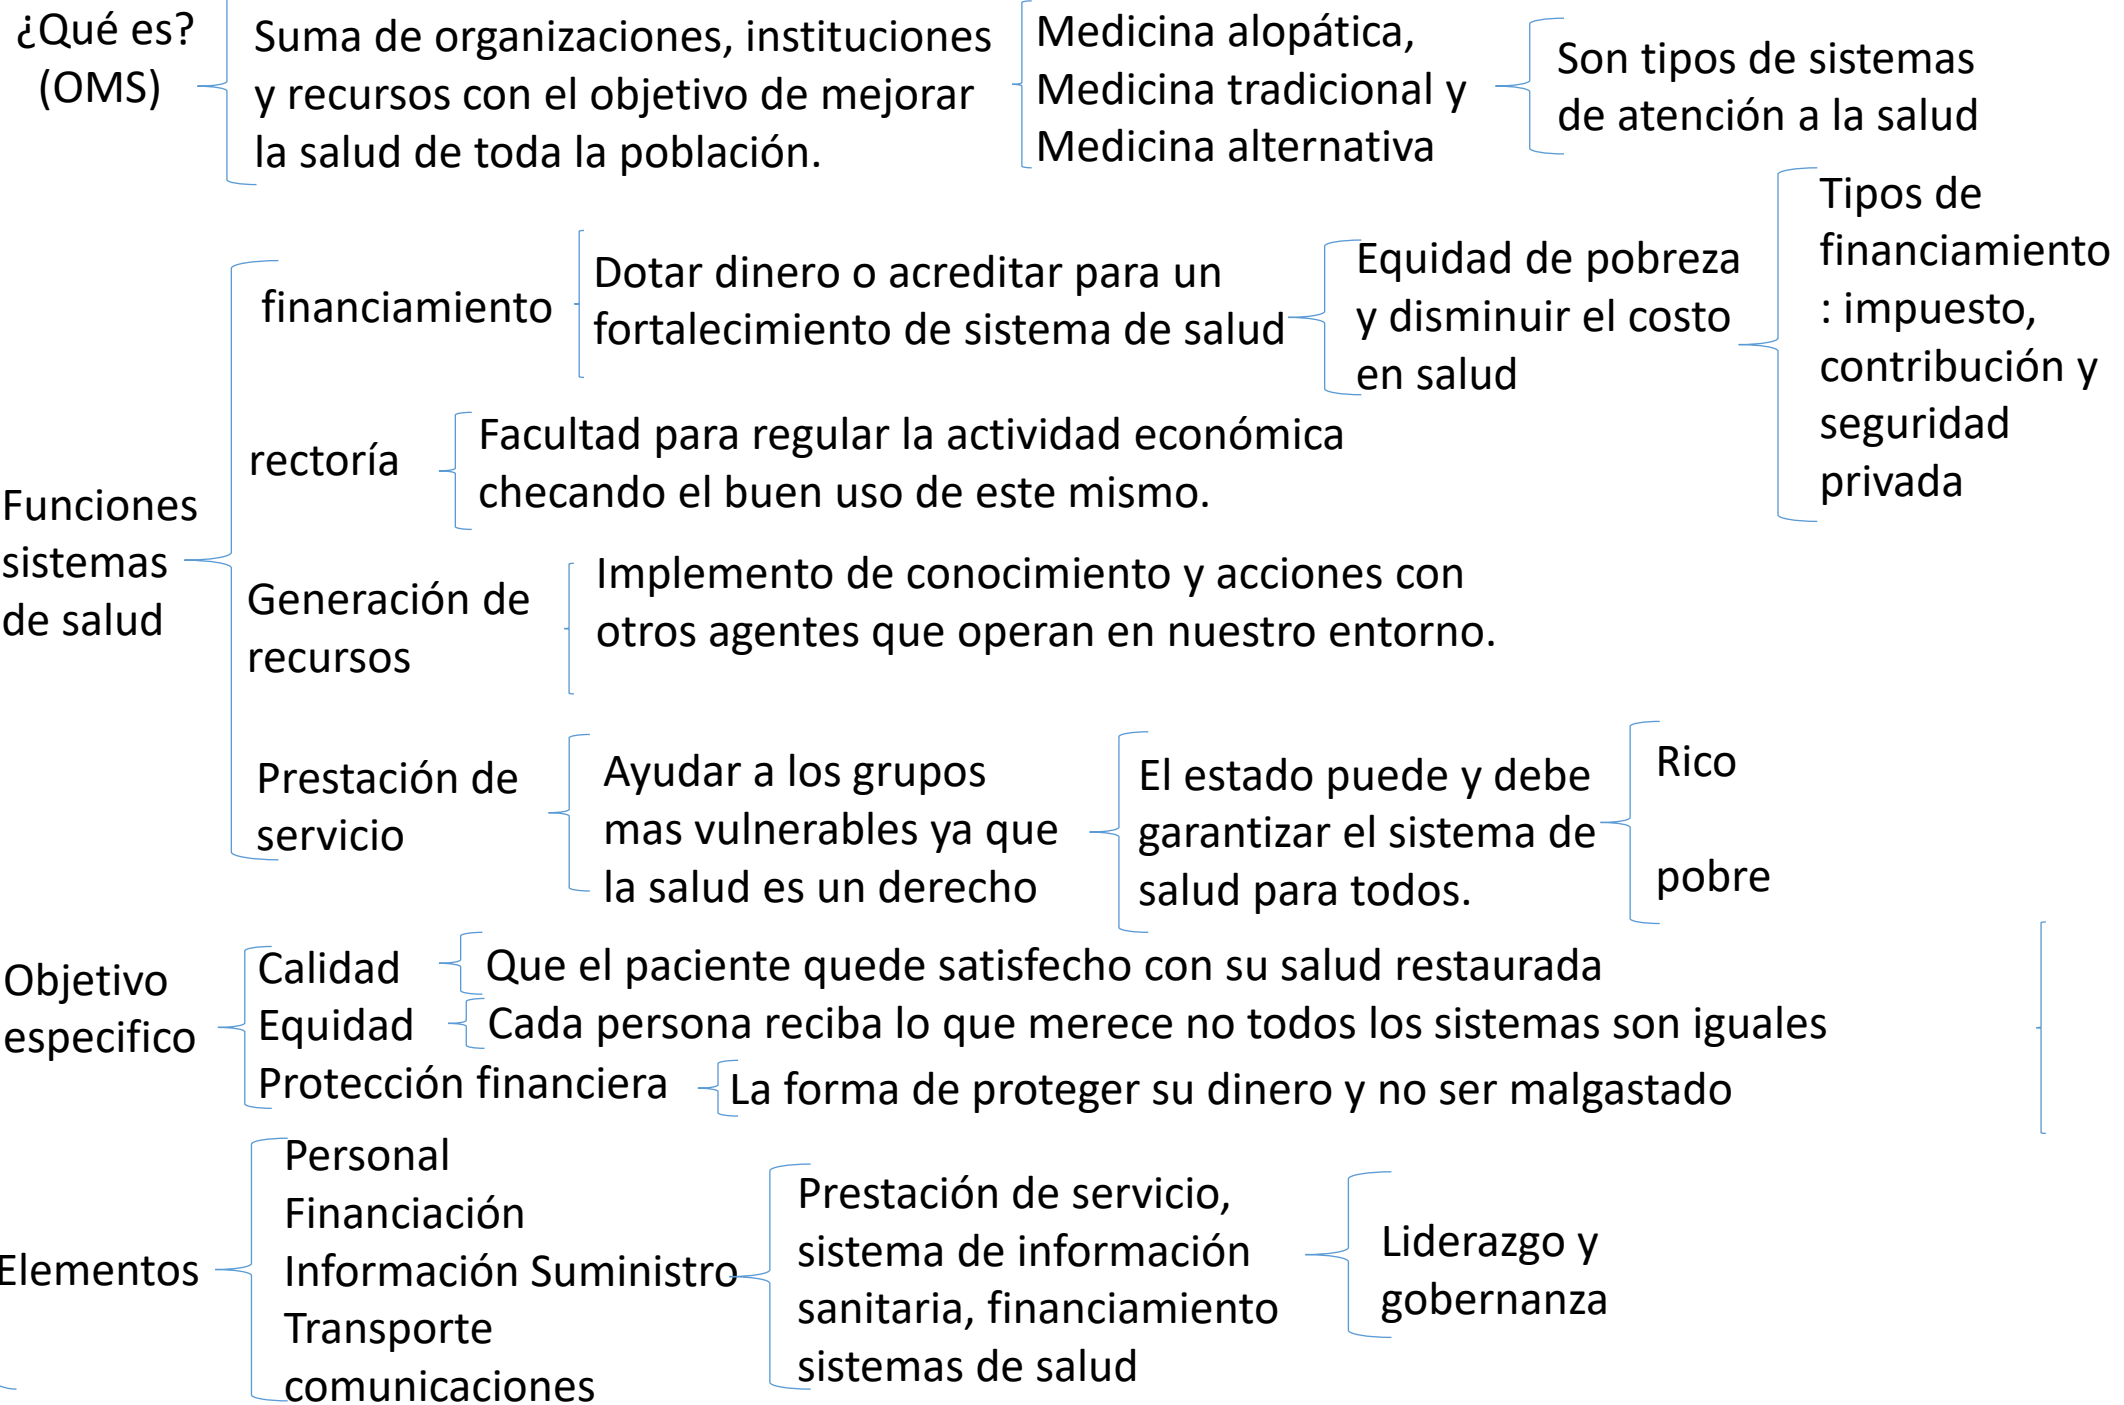 ¿Qué es?
(OMS)
Suma de organizaciones, instituciones
y recursos con el objetivo de mejorar
la salud de toda la población.
Medicina alopática,
Medicina tradicional y
Medicina alternativa
Son tipos de sistemas
de atención a la salud
Funciones
sistemas
de salud
financiamiento
Dotar dinero o acreditar para un
fortalecimiento de sistema de salud
Equidad de pobreza
y disminuir el costo
en salud
Tipos de
financiamiento
: impuesto,
contribución y
seguridad
privada
rectoría
Facultad para regular la actividad económica
checando el buen uso de este mismo.
Generación de
recursos
Implemento de conocimiento y acciones con
otros agentes que operan en nuestro entorno.
Prestación de
servicio
Ayudar a los grupos
mas vulnerables ya que
la salud es un derecho
El estado puede y debe
garantizar el sistema de
salud para todos.
Rico
pobre
Objetivo
especifico
Calidad
Que el paciente quede satisfecho con su salud restaurada
Equidad
Cada persona reciba lo que merece no todos los sistemas son iguales
Protección financiera
La forma de proteger su dinero y no ser malgastado
Elementos
Personal
Financiación
Información Suministro
Transporte
comunicaciones
Prestación de servicio,
sistema de información
sanitaria, financiamiento
sistemas de salud
Liderazgo y
gobernanza